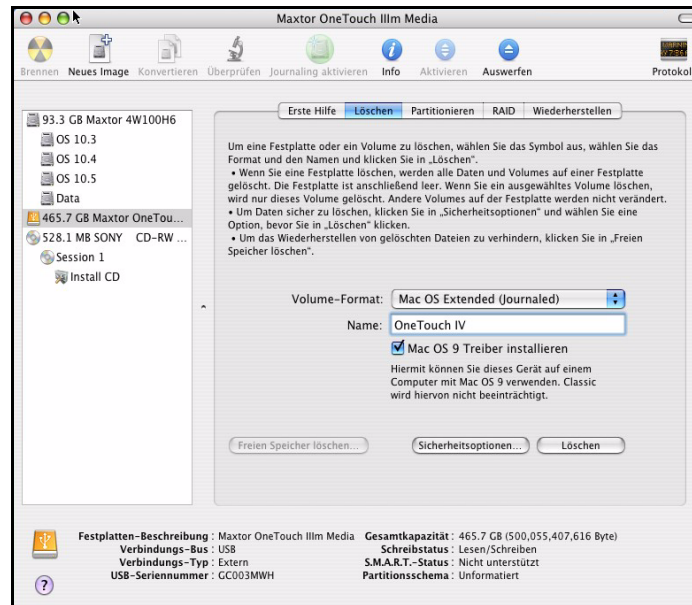 Maxtor OneTouch IIIm Media
Brennen Neues Image Konvertieren Überprüfen Journaling aktivieren Info Aktivieren Auswerfen Protokol
Erste Hilfe Löschen Partitionieren RAID Wiederherstellen
93.3 GB Maxtor 4W100H6
OS 10.3
OS 10.4
OS 10.5
Data
465.7 GB Maxtor OneTou...
528.1 MB SONY CD-RW ...
Session 1
Install CD
Um eine Festplatte oder ein Volume zu löschen, wählen Sie das Symbol aus, wählen Sie das
Format und den Namen und klicken Sie in „Löschen“.
• Wenn Sie eine Festplatte löschen, werden alle Daten und Volumes auf einer Festplatte
gelöscht. Die Festplatte ist anschließend leer. Wenn Sie ein ausgewähltes Volume löschen,
wird nur dieses Volume gelöscht. Andere Volumes auf der Festplatte werden nicht verändert.
• Um Daten sicher zu löschen, klicken Sie in „Sicherheitsoptionen“ und wählen Sie eine
Option, bevor Sie in „Löschen“ klicken.
• Um das Wiederherstellen von gelöschten Dateien zu verhindern, klicken Sie in „Freien
Speicher löschen“.
Volume-Format: Mac OS Extended (Journaled)
Name: OneTouch IV
Mac OS 9 Treiber installieren
Hiermit können Sie dieses Gerät auf einem
Computer mit Mac OS 9 verwenden. Classic
wird hiervon nicht beeinträchtigt.
Freien Speicher löschen... Sicherheitsoptionen... Löschen
Festplatten-Beschreibung : Maxtor OneTouch IIIm Media Gesamtkapazität : 465.7 GB (500,055,407,616 Byte)
Verbindungs-Bus : USB Schreibstatus : Lesen/Schreiben
Verbindungs-Typ : Extern S.M.A.R.T.-Status : Nicht unterstützt
USB-Seriennummer : GC003MWH Partitionsschema : Unformatiert
?